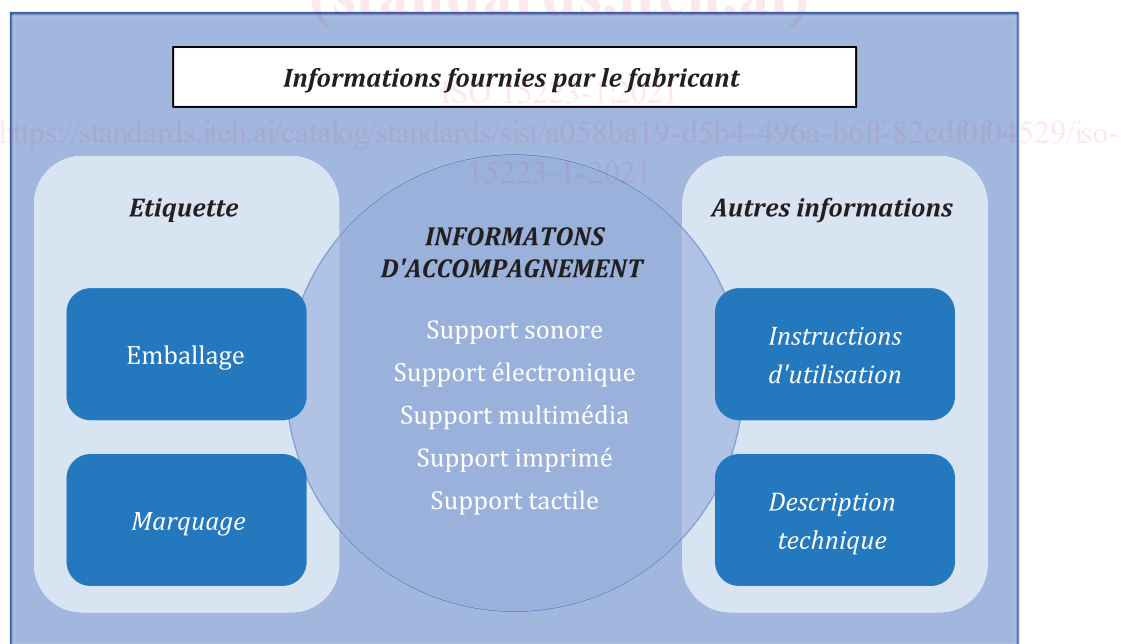 (standards.iteh.ai)
Informations fournies par le fabricant
ISO 15223-1:2021
https://standards.iteh.ai/catalog/standards/sist/a058ba19-d5b4-496a-b6ff-82cdf0f04529/iso-
15223-1-2021
Etiquette
Emballage
Marquage
INFORMATONS
D'ACCOMPAGNEMENT
Support sonore
Support électronique
Support multimédia
Support imprimé
Support tactile
Autres informations
Instructions
d'utilisation
Description
technique